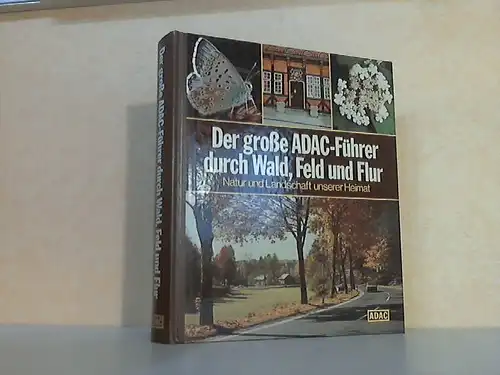 Der große ADAC-Führer durch Wald, Feld und Flur
Der große ADAC-Führer
durch Wald, Feld und Flur
Natur und Landschaft unserer Heimat
ADAC
ADAC